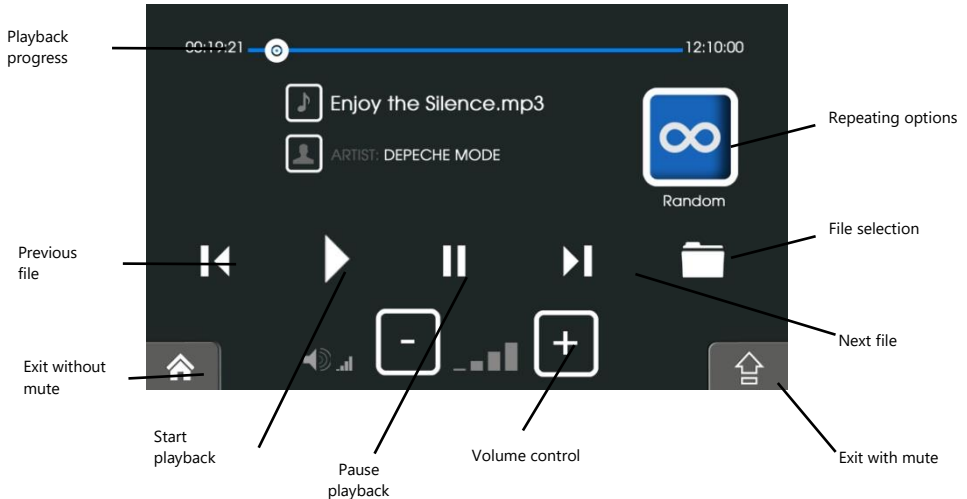 Playback
progress
00:19:21
12:10:00
Enjoy the Silence.mp3
ARTIST: DEPECHE MODE
Repeating options
Random
File selection
Previous
file
Next file
Exit without
mute
-
+
Start
playback
Pause
playback
Volume control
Exit with mute